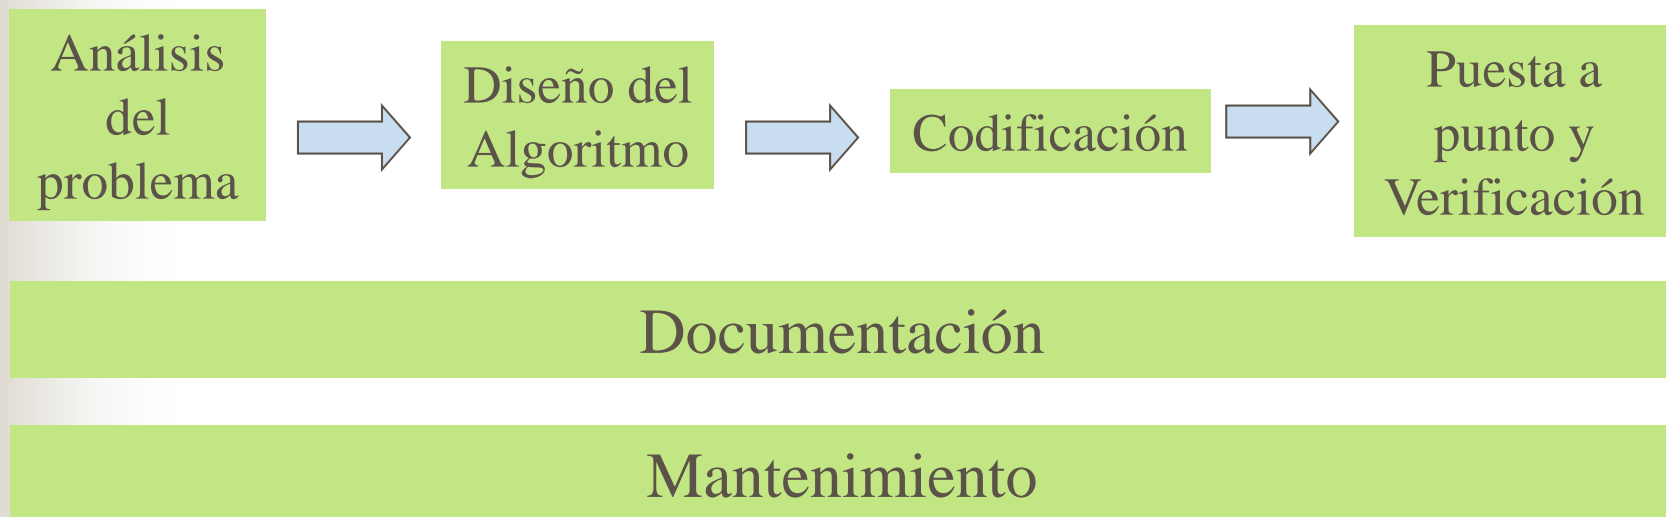 Análisis
del
problema
Diseño del
Algoritmo
Codificación
Puesta a
punto y
Verificación
Documentación
Mantenimiento